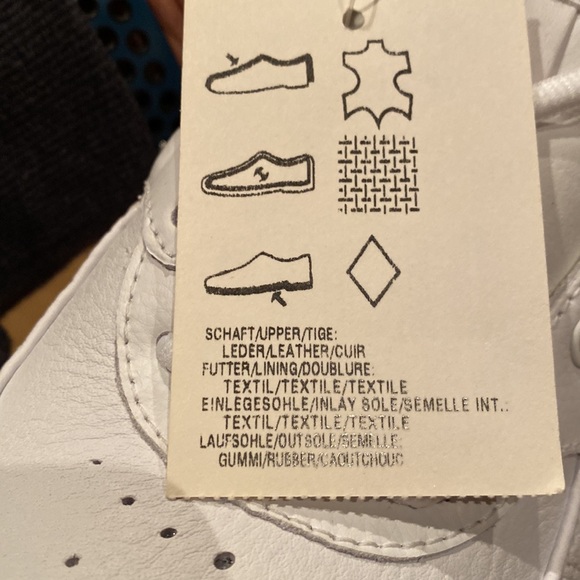 SCHAFT/UPPER/TIGE:
LEDER/LEATHER/CUIR
FUTTER/LINING/DOUBLURE:
TEXTIL/TEXTILE/TEXTILE
EINLEGESOHLE/INLAY SOLE/SEMELLE INT.:
TEXTIL/TEXTILE/TEXTILE
LAUFSOHLE/OUTSOLE/SEMELLE:
GUMMI/RUBBER/CAOUTCHOUC